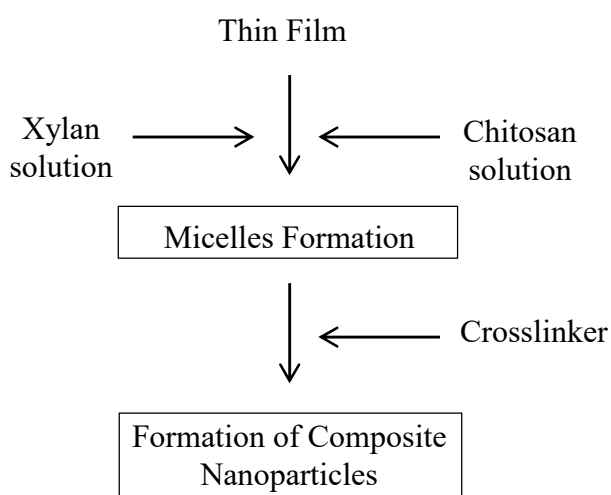 Thin Film
Xylan
solution
Chitosan
solution
Micelles Formation
Crosslinker
Formation of Composite
Nanoparticles